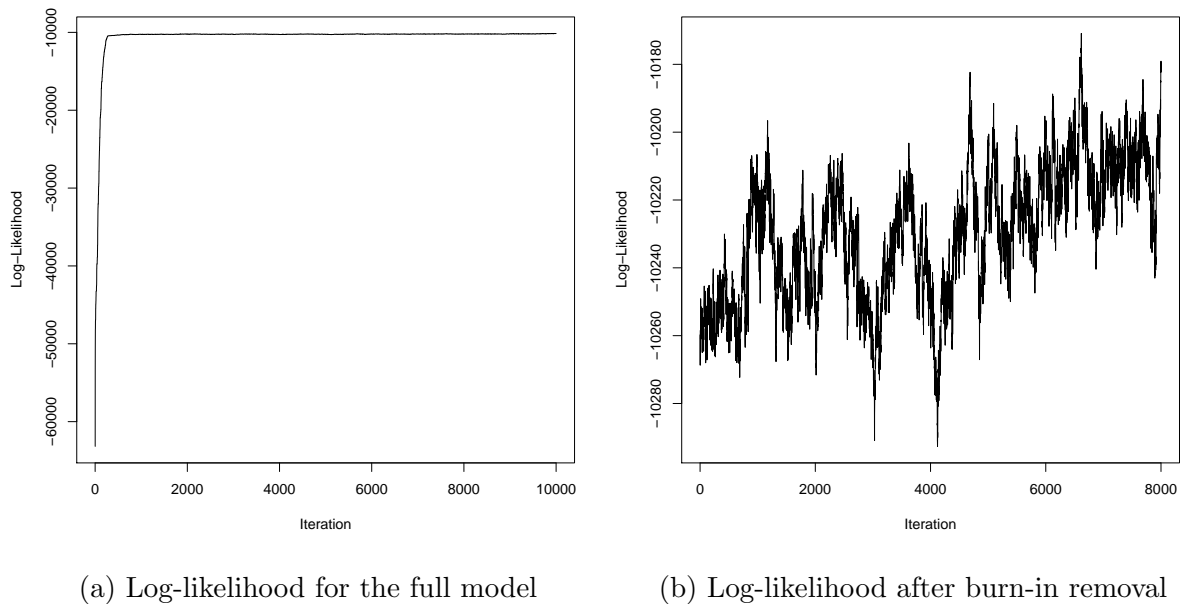 -10000
-20000
-30000
-40000
-50000
-60000
Log−Likelihood
0 2000 4000 6000 8000 10000
Iteration
(a) Log-likelihood for the full model
-10180
-10200
-10220
-10240
-10260
-10280
Log−Likelihood
0 2000 4000 6000 8000
Iteration
(b) Log-likelihood after burn-in removal